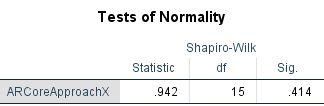 Tests of Normality
Shapiro-Wilk
Statistic df Sig.
ARCoreApproachX .942 15 .414